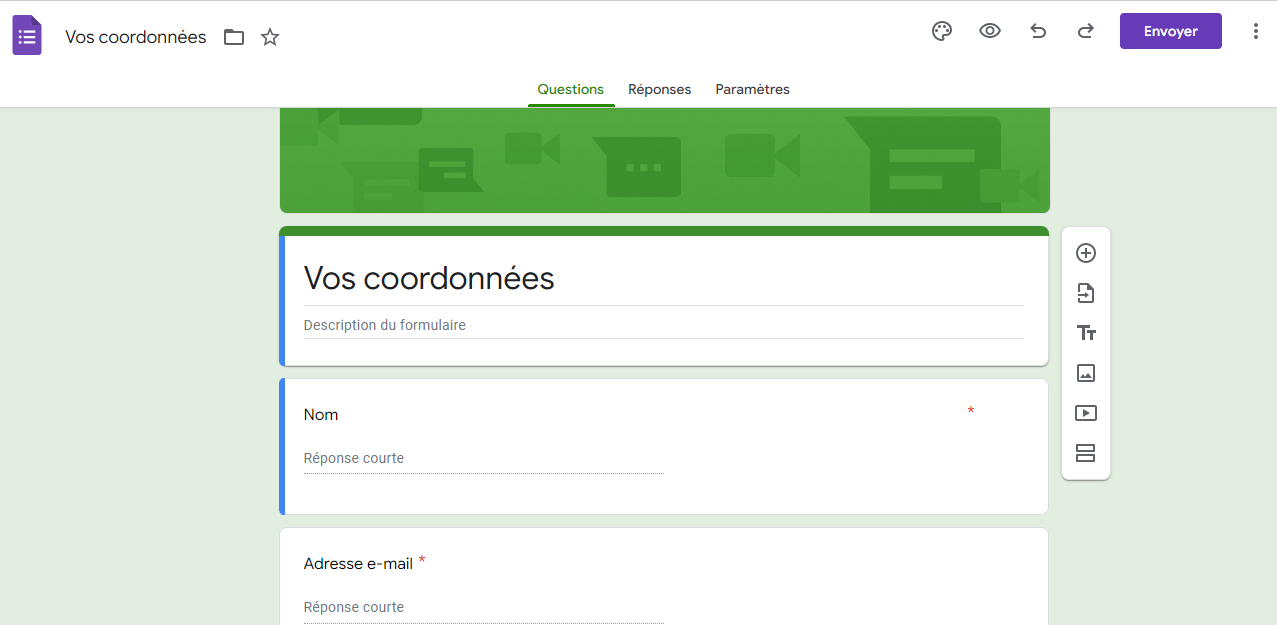 Vos coordonnées
Envoyer
Questions Réponses Paramètres
Vos coordonnées
Description du formulaire
Nom *
Réponse courte
Adresse e-mail *
Réponse courte